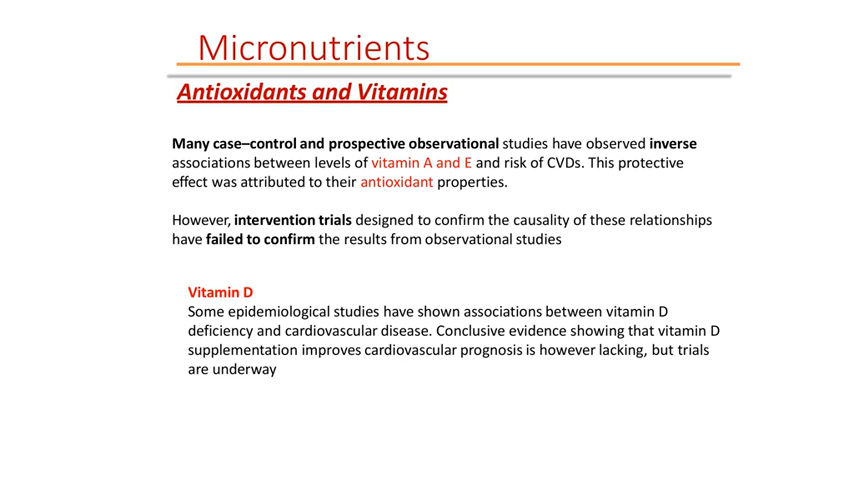 Micronutrients
Antioxidants and Vitamins
Many case–control and prospective observational studies have observed inverse
associations between levels of vitamin A and E and risk of CVDs. This protective
effect was attributed to their antioxidant properties.
However, intervention trials designed to confirm the causality of these relationships
have failed to confirm the results from observational studies
Vitamin D
Some epidemiological studies have shown associations between vitamin D
deficiency and cardiovascular disease. Conclusive evidence showing that vitamin D
supplementation improves cardiovascular prognosis is however lacking, but trials
are underway